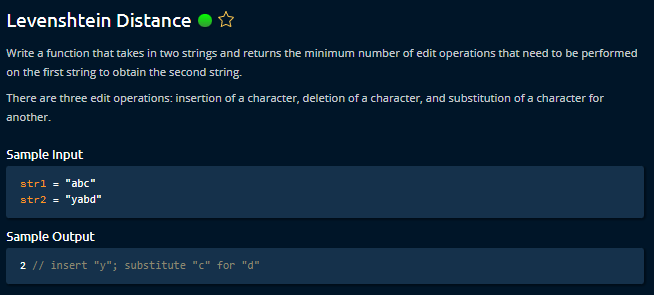 Levenshtein Distance
Write a function that takes in two strings and returns the minimum number of edit operations that need to be performed
on the first string to obtain the second string.
There are three edit operations: insertion of a character, deletion of a character, and substitution of a character for
another.
Sample Input
str1 = "abc"
str2 = "yabd"
Sample Output
2 // insert "y"; substitute "c" for "d"